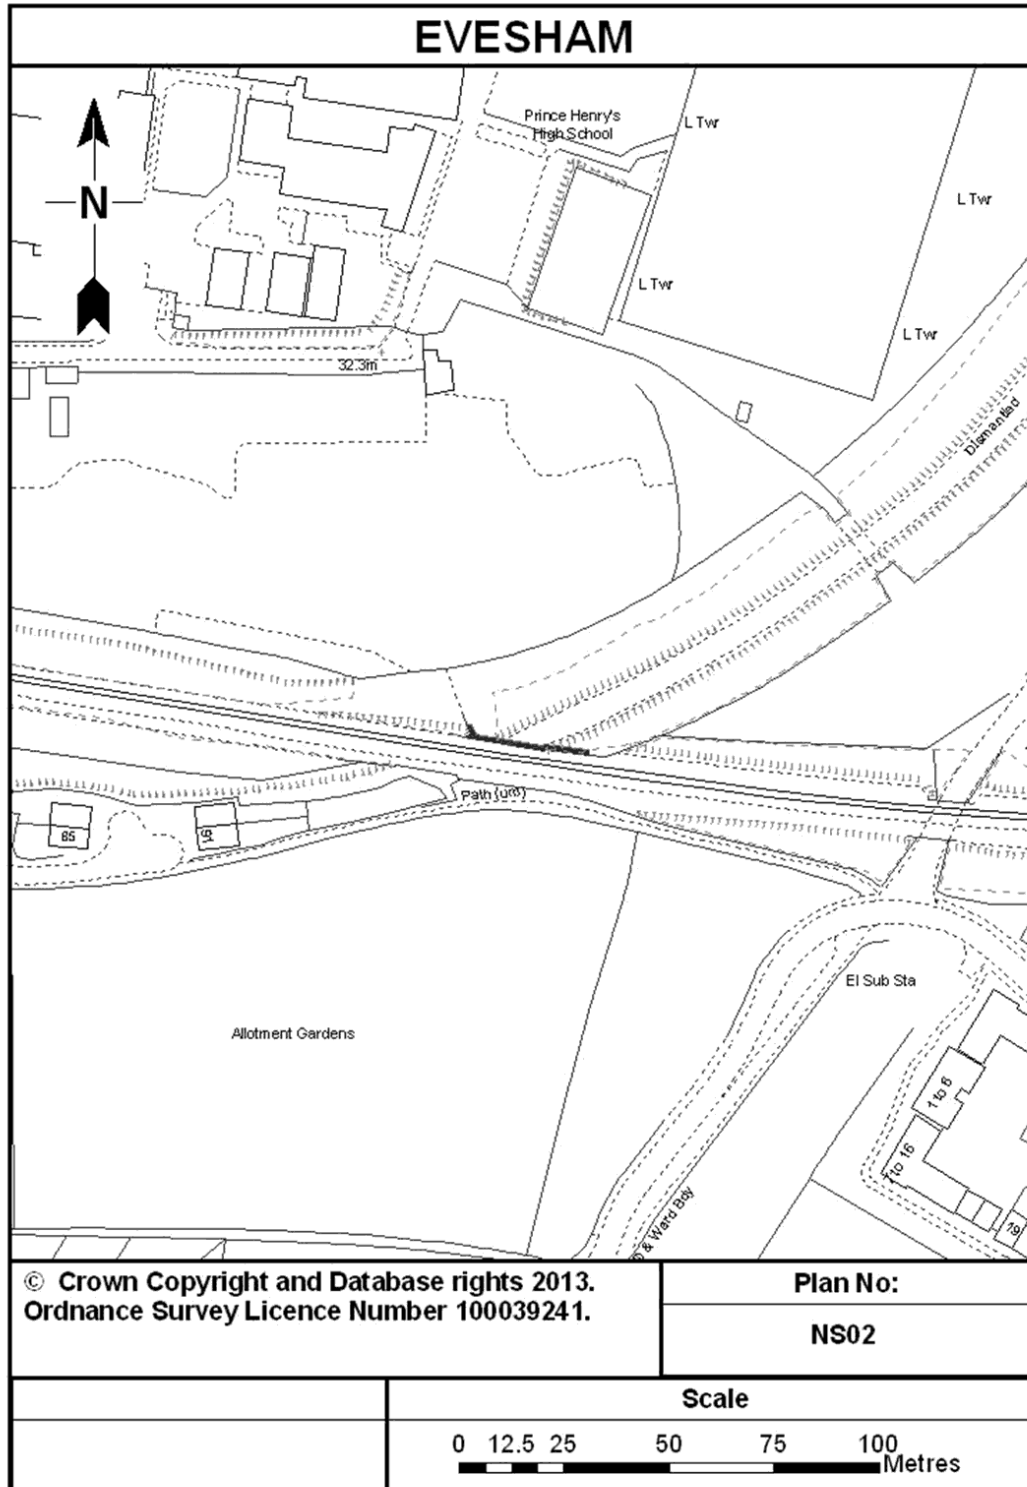 EVESHAM
Prince Henry's
High School
L Twr
L Twr
L Twr
L Twr
N
32.3m
Dismantled
Path (um)
85
91
El Sub Sta
Allotment Gardens
1 to 6
11 to 16
19
& Ward Bdy
© Crown Copyright and Database rights 2013.
Ordnance Survey Licence Number 100039241.
Plan No:
NS02
Scale
0 12.5 25 50 75 100
Metres